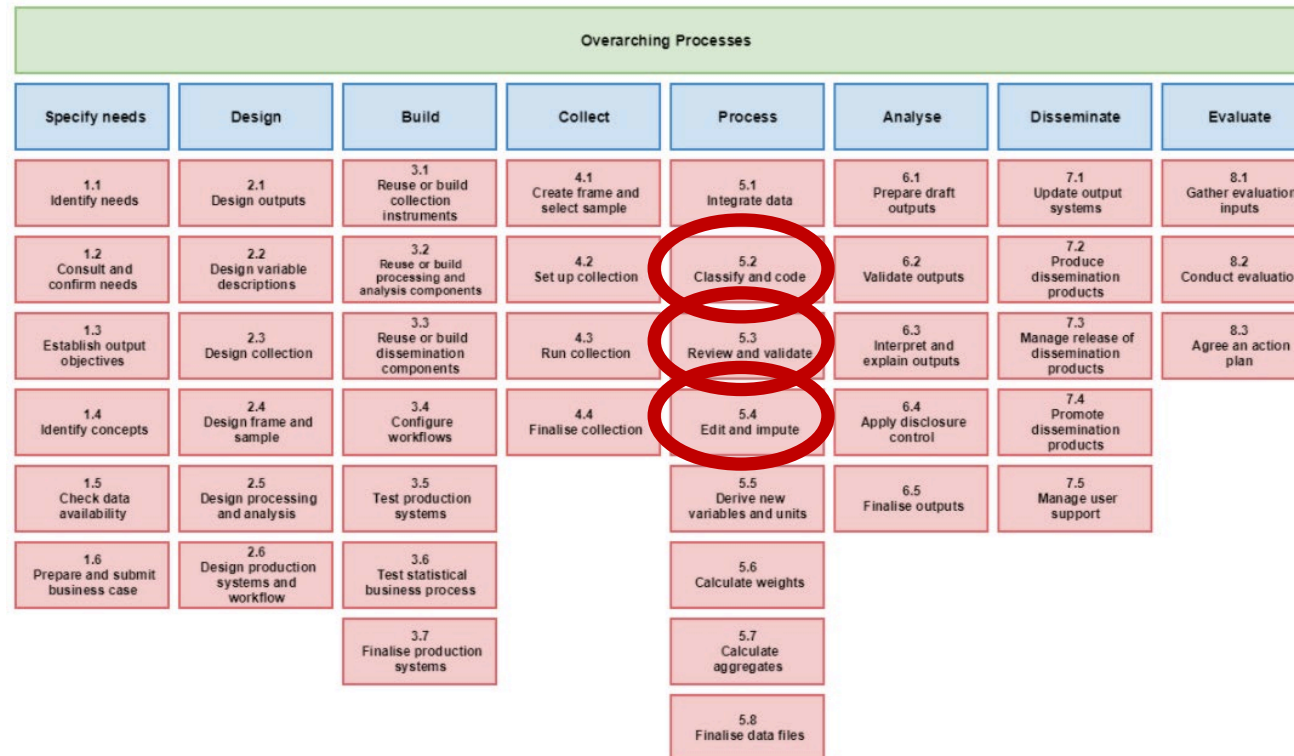 Overarching Processes
Specify needs
Design
Build
Collect
Process
Analyse
Disseminate
Evaluate
1.1
Identify needs
2.1
Design outputs
3.1
Reuse or build
collection
instruments
4.1
Create frame and
select sample
5.1
Integrate data
6.1
Prepare draft
outputs
7.1
Update output
systems
8.1
Gather evaluation
inputs
1.2
Consult and
confirm needs
2.2
Design variable
descriptions
3.2
Reuse or build
processing and
analysis components
4.2
Set up collection
5.2
Classify and code
6.2
Validate outputs
7.2
Produce
dissemination
products
8.2
Conduct evaluation
1.3
Establish output
objectives
2.3
Design collection
3.3
Reuse or build
dissemination
components
4.3
Run collection
5.3
Review and validate
6.3
Interpret and
explain outputs
7.3
Manage release of
dissemination
products
8.3
Agree an action
plan
1.4
Identify concepts
2.4
Design frame and
sample
3.4
Configure
workflows
4.4
Finalise collection
5.4
Edit and impute
6.4
Apply disclosure
control
7.4
Promote
dissemination
products
1.5
Check data
availability
2.5
Design processing
and analysis
3.5
Test production
systems
5.5
Derive new
variables and units
6.5
Finalise outputs
7.5
Manage user
support
1.6
Prepare and submit
business case
2.6
Design production
systems and
workflow
3.6
Test statistical
business process
5.6
Calculate weights
3.7
Finalise production
systems
5.7
Calculate
aggregates
5.8
Finalise data files